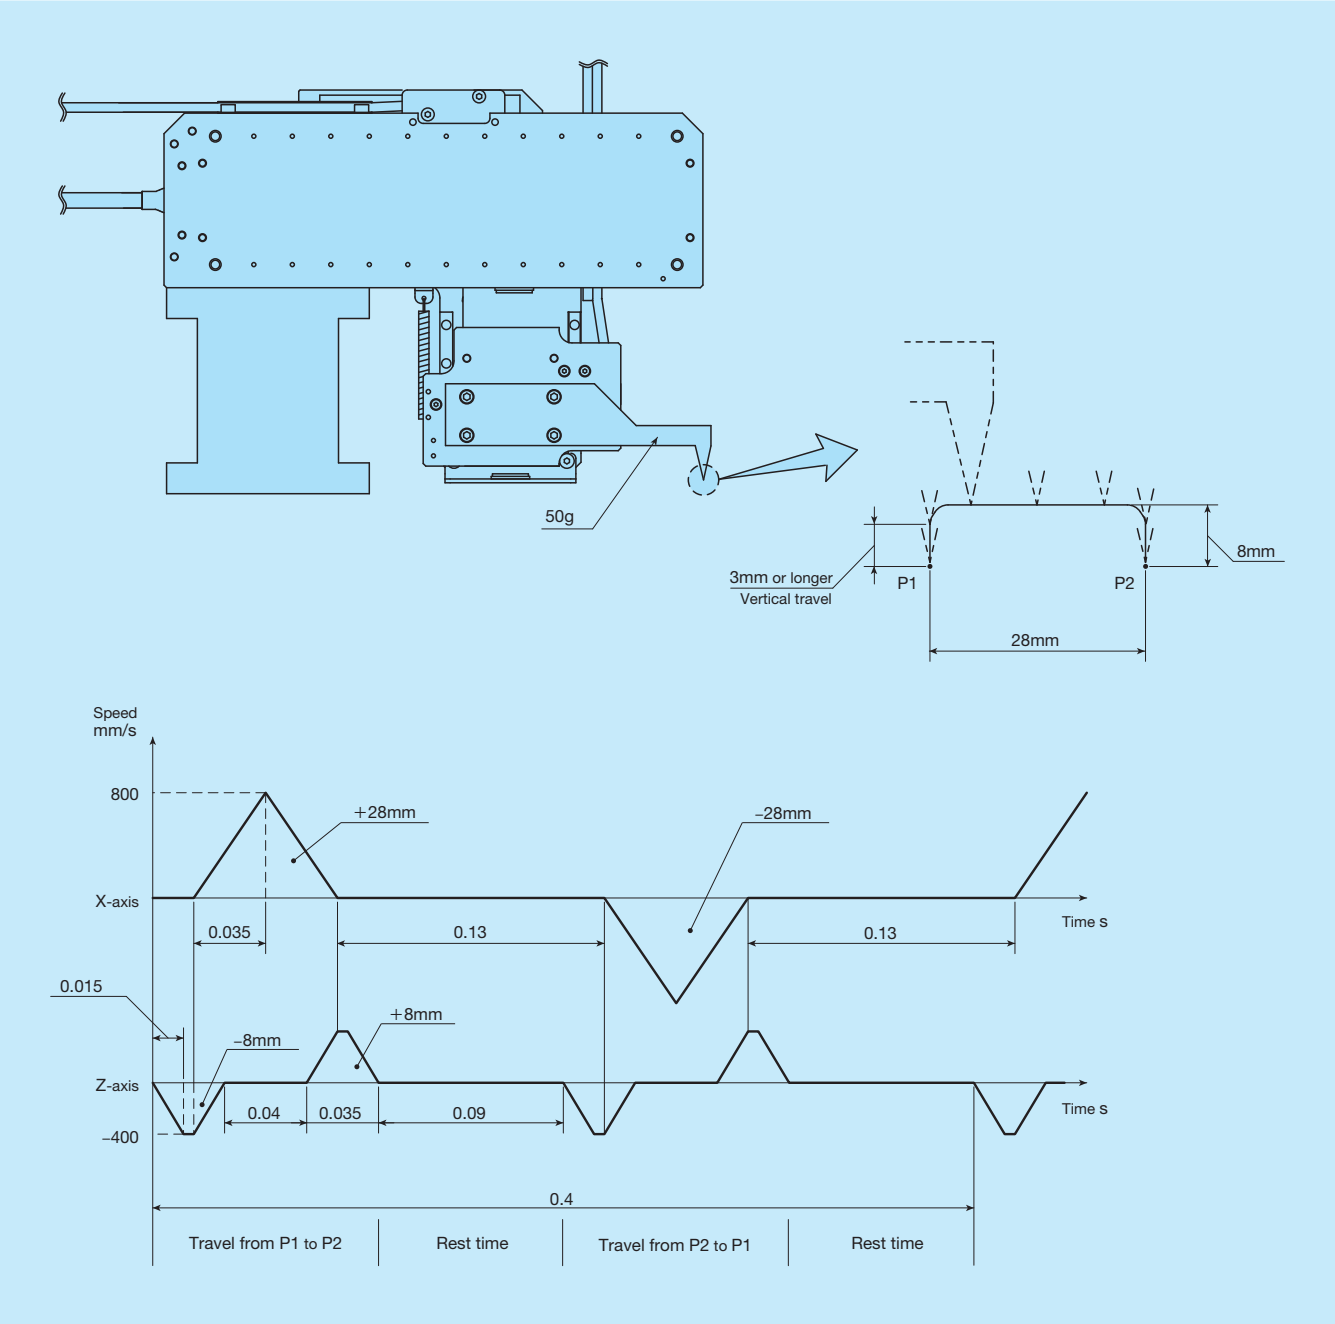 50g
3mm or longer
Vertical travel
P1
P2
8mm
28mm
Speed
mm/s
800
+28mm
−28mm
X-axis
Time s
0.035
0.13
0.13
0.015
−8mm
+8mm
Z-axis
Time s
0.04
0.035
0.09
−400
0.4
Travel from P1 to P2
Rest time
Travel from P2 to P1
Rest time